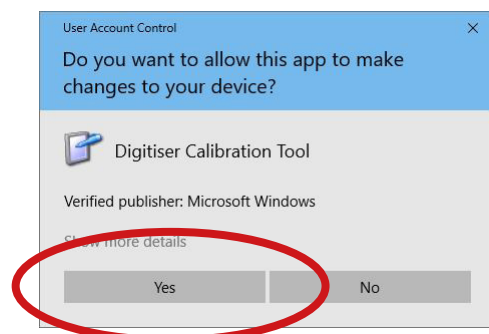 User Account Control
Do you want to allow this app to make
changes to your device?
Digitiser Calibration Tool
Verified publisher: Microsoft Windows
Show more details
Yes
No